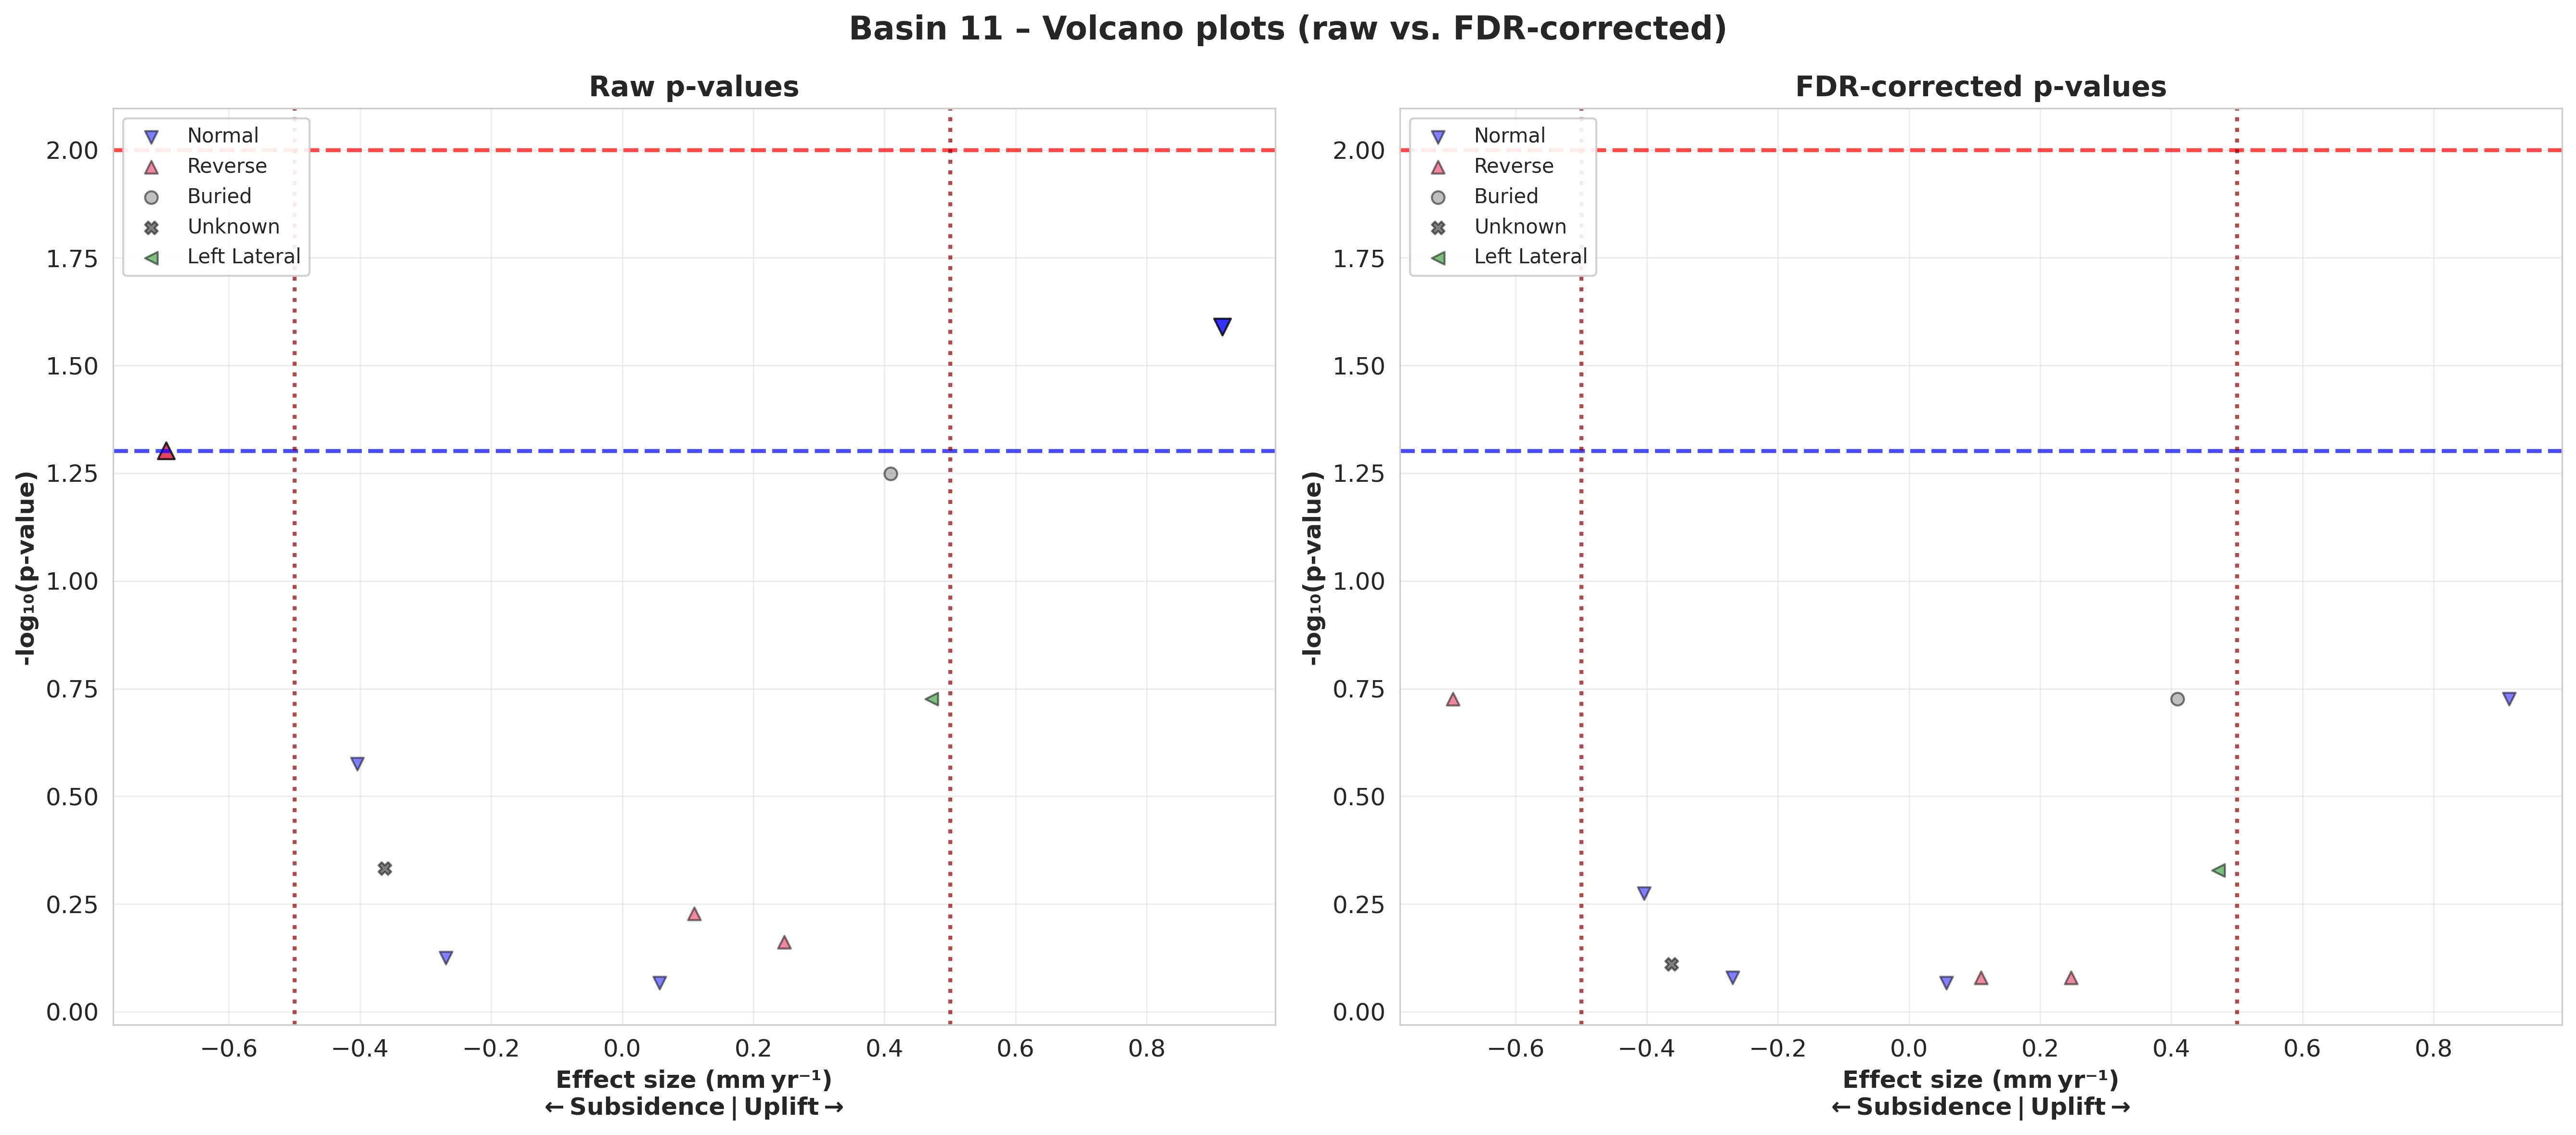 Basin 11 – Volcano plots (raw vs. FDR-corrected)
Raw p-values
Normal
Reverse
Buried
Unknown
Left Lateral
2.00
1.75
1.50
1.25
1.00
0.75
0.50
0.25
0.00
-log₁₀(p-value)
−0.6
−0.4
−0.2
0.0
0.2
0.4
0.6
0.8
Effect size (mm yr⁻¹)
← Subsidence | Uplift →
FDR-corrected p-values
Normal
Reverse
Buried
Unknown
Left Lateral
2.00
1.75
1.50
1.25
1.00
0.75
0.50
0.25
0.00
-log₁₀(p-value)
−0.6
−0.4
−0.2
0.0
0.2
0.4
0.6
0.8
Effect size (mm yr⁻¹)
← Subsidence | Uplift →